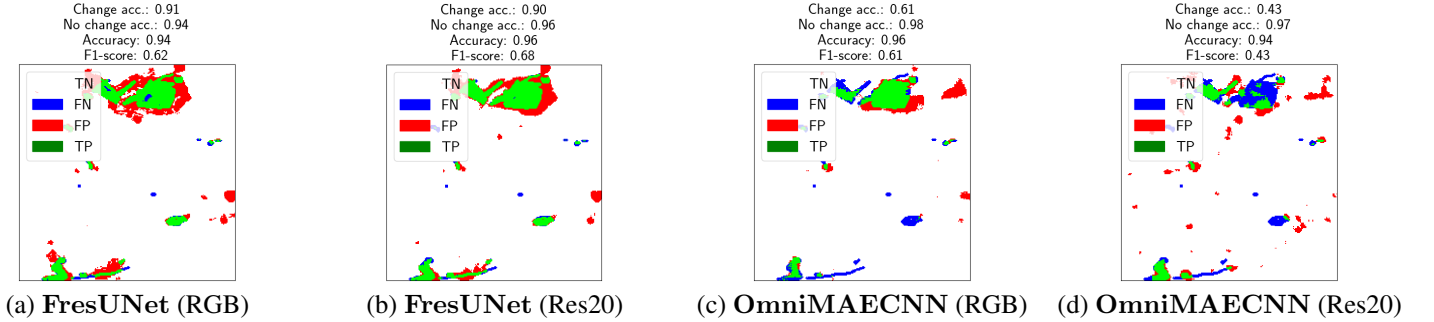 Change acc.: 0.91
No change acc.: 0.94
Accuracy: 0.94
F1-score: 0.62
TN
FN
FP
TP
(a) FresUNet (RGB)
Change acc.: 0.90
No change acc.: 0.96
Accuracy: 0.96
F1-score: 0.68
TN
FN
FP
TP
(b) FresUNet (Res20)
Change acc.: 0.61
No change acc.: 0.98
Accuracy: 0.96
F1-score: 0.61
TN
FN
FP
TP
(c) OmniMAECNN (RGB)
Change acc.: 0.43
No change acc.: 0.97
Accuracy: 0.94
F1-score: 0.43
TN
FN
FP
TP
(d) OmniMAECNN (Res20)